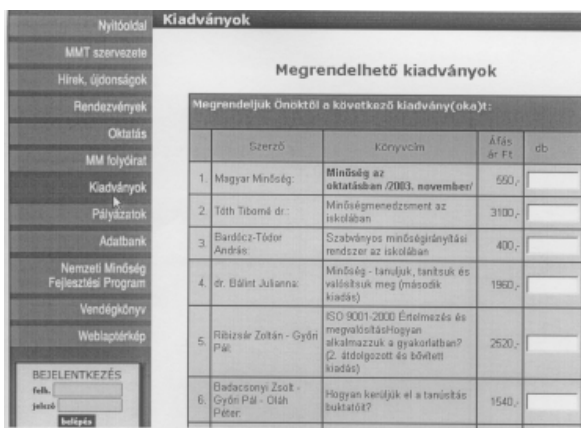 Kiadványok
Nyitóoldal
MMT szervezete
Hírek, újdonságok
Rendezvények
Oktatás
MM folyóirat
Kiadványok
Pályázatok
Adatbank
Nemzeti Minőség
Fejlesztési Program
Vendégkönyv
Weblaptérkép
BEJELENTKEZÉS
felh.
jelszó
belépés
Megrendelhető kiadványok
Megrendeljük Önöktől a következő kiadvány(oka)t:
Szerző Könyvcím Áfás ár Ft db
1. Magyar Minőség: Minőség az
oktatásban /2003. november/ 550,-
2. Tóth Tiborné dr.: Minőségmenedzsment az
iskolában 3100,-
3. Bardócz-Tódor
András: Szabványos minőségirányítási
rendszer az iskolában 400,-
4. dr. Bálint Julianna: Minőség - tanuljuk, tanítsuk és
valósítsuk meg (második
kiadás) 1960,-
5. Ribizsár Zoltán - Győri
Pál: ISO 9001-2000 Értelmezés és
megvalósításHogyan
alkalmazzuk a gyakorlatban?
(2. átdolgozott és bővített
kiadás) 2520,-
6. Badacsonyi Zsolt -
Győri Pál - Oláh
Péter: Hogyan kerüljük el a tanúsítás
buktatóit? 1540,-